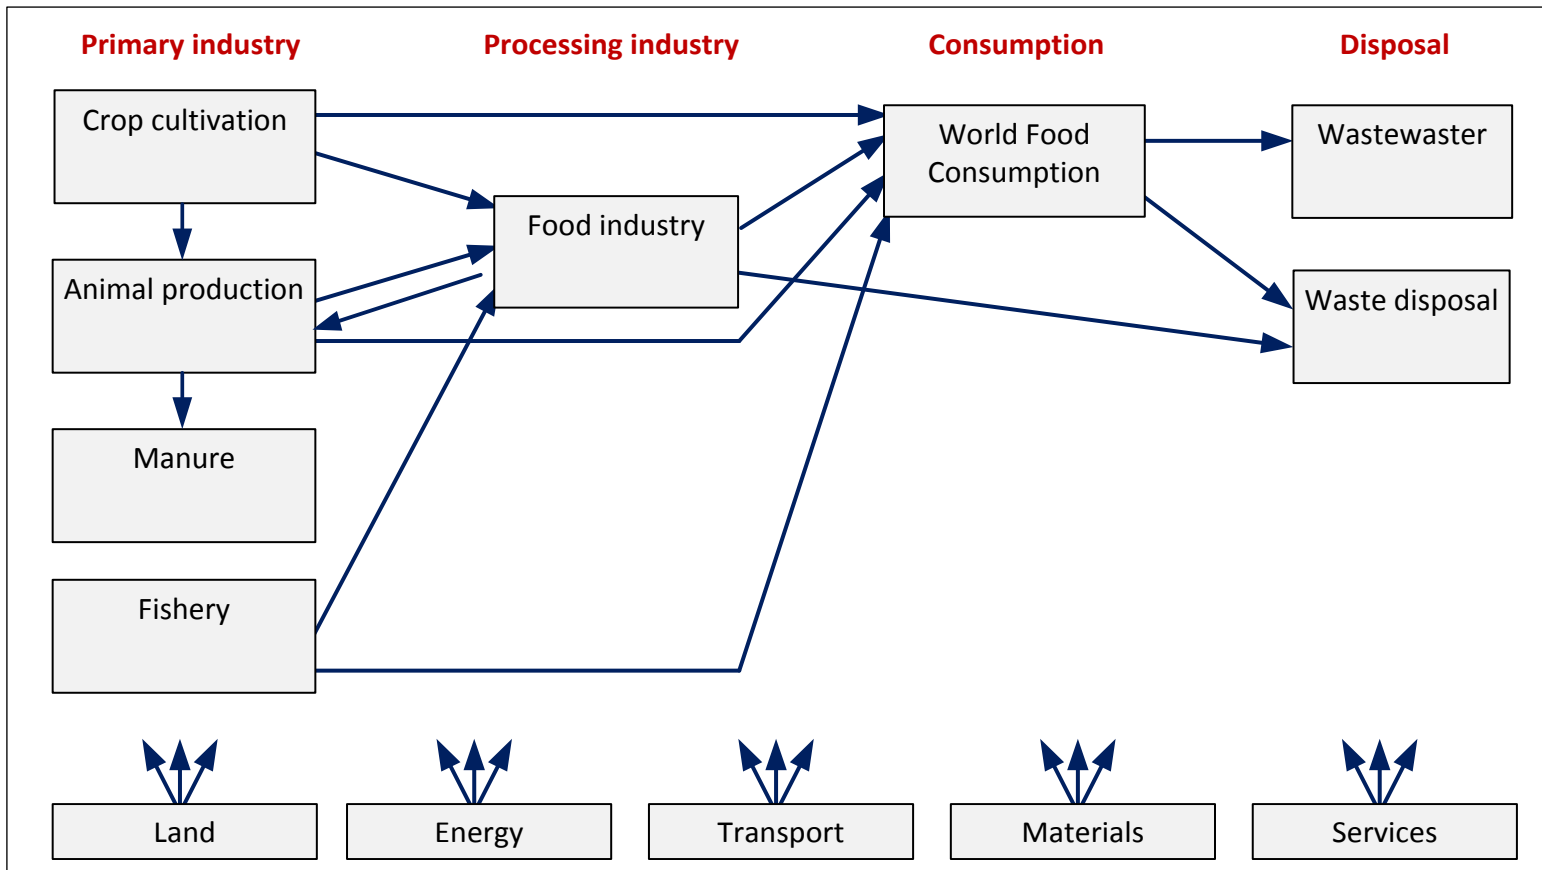 Primary industry
Processing industry
Consumption
Disposal
Crop cultivation
World Food
Consumption
Wastewaster
Food industry
Animal production
Waste disposal
Manure
Fishery
Land
Energy
Transport
Materials
Services